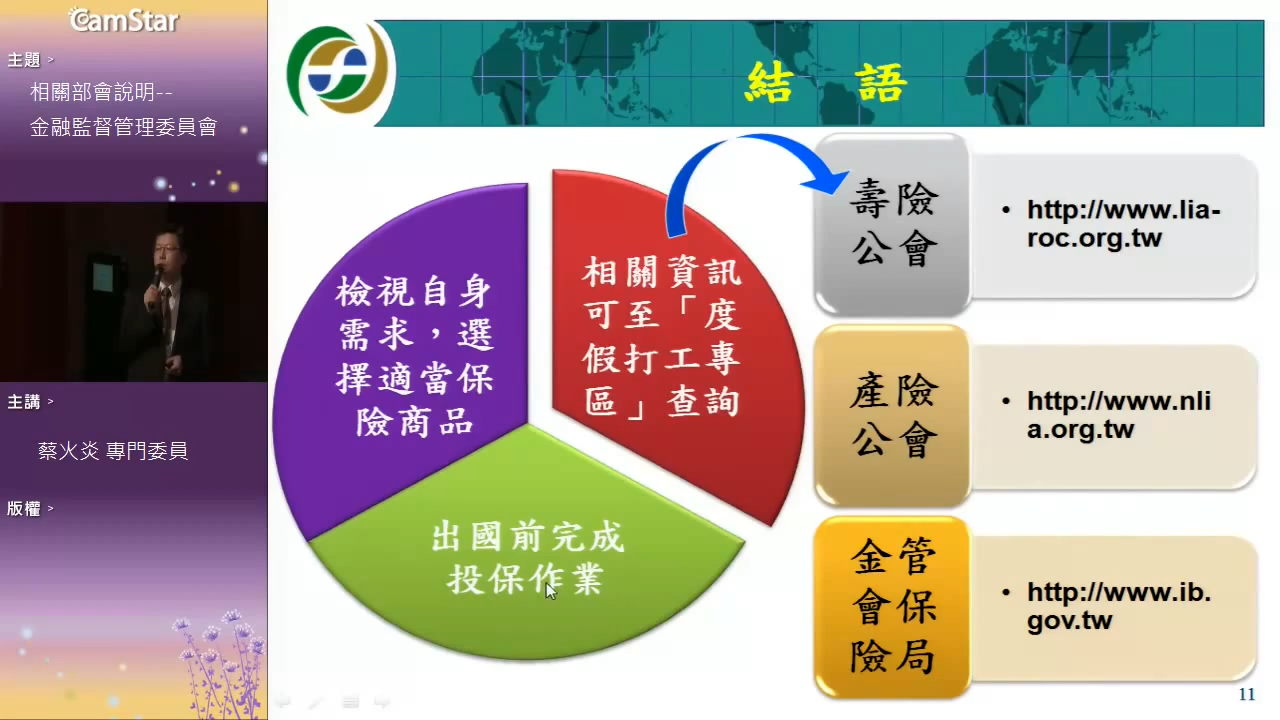 CamStar
主題 >
相關部會說明--
金融監督管理委員會
主講 >
蔡火炎 專門委員
版權 >
結 語
檢視自身
需求，選
擇適當保
險商品
相關資訊
可至「度
假打工專
區」查詢
出國前完成
投保作業
壽險
公會
• http://www.lia-
roc.org.tw
產險
公會
• http://www.nli
a.org.tw
金管
會保
險局
• http://www.ib.
gov.tw
11